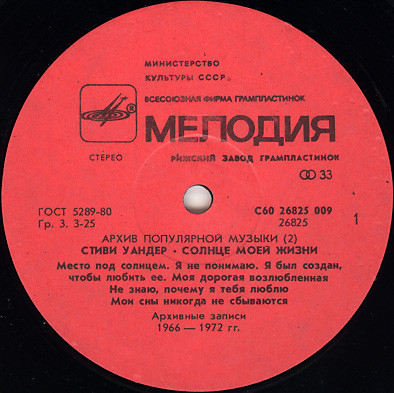 МИНИСТЕРСТВО
КУЛЬТУРЫ СССР
ВСЕСОЮЗНАЯ ФИРМА ГРАМПЛАСТИНОК
МЕЛОДИЯ
СТЕРЕО
РИЖСКИЙ ЗАВОД ГРАМПЛАСТИНОК
33
ГОСТ 5289-80
С60 26825 009
Гр. 3. 3-25
26825
1
АРХИВ ПОПУЛЯРНОЙ МУЗЫКИ (2)
СТИВИ УАНДЕР · СОЛНЦЕ МОЕЙ ЖИЗНИ
Место под солнцем. Я не понимаю. Я был создан,
чтобы любить ее. Моя дорогая возлюбленная
Не знаю, почему я тебя люблю
Мои сны никогда не сбываются
Архивные записи
1966 — 1972 гг.